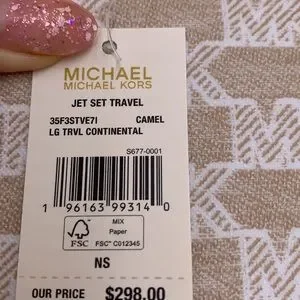 MICHAEL
MICHAEL KORS
JET SET TRAVEL
35F3STVE7I CAMEL
LG TRVL CONTINENTAL
S677-0001
1 96163 99314 0
FSC
MIX
Paper
FSC™ C012345
NS
OUR PRICE $298.00